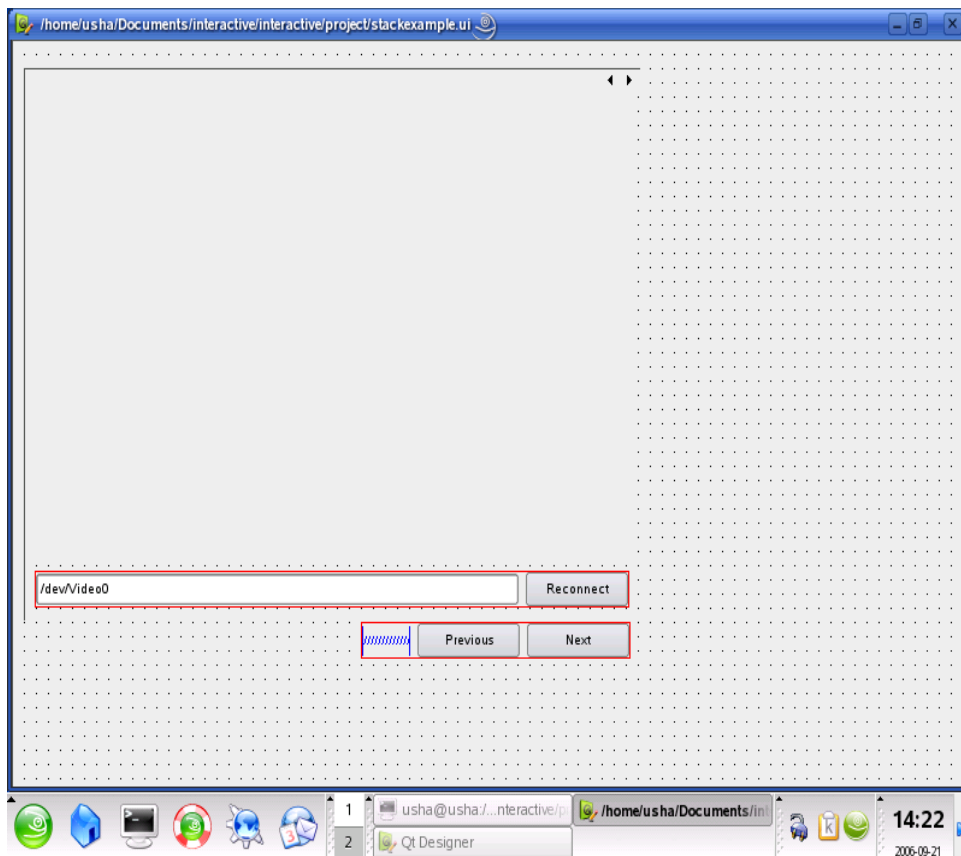 /home/usha/Documents/interactive/interactive/project/stackexample.ui
/dev/Video0
Reconnect
Previous
Next
1
usha@usha:/...nteractive/p
/home/usha/Documents/int
14:22
2
Qt Designer
2006-09-21
3
k